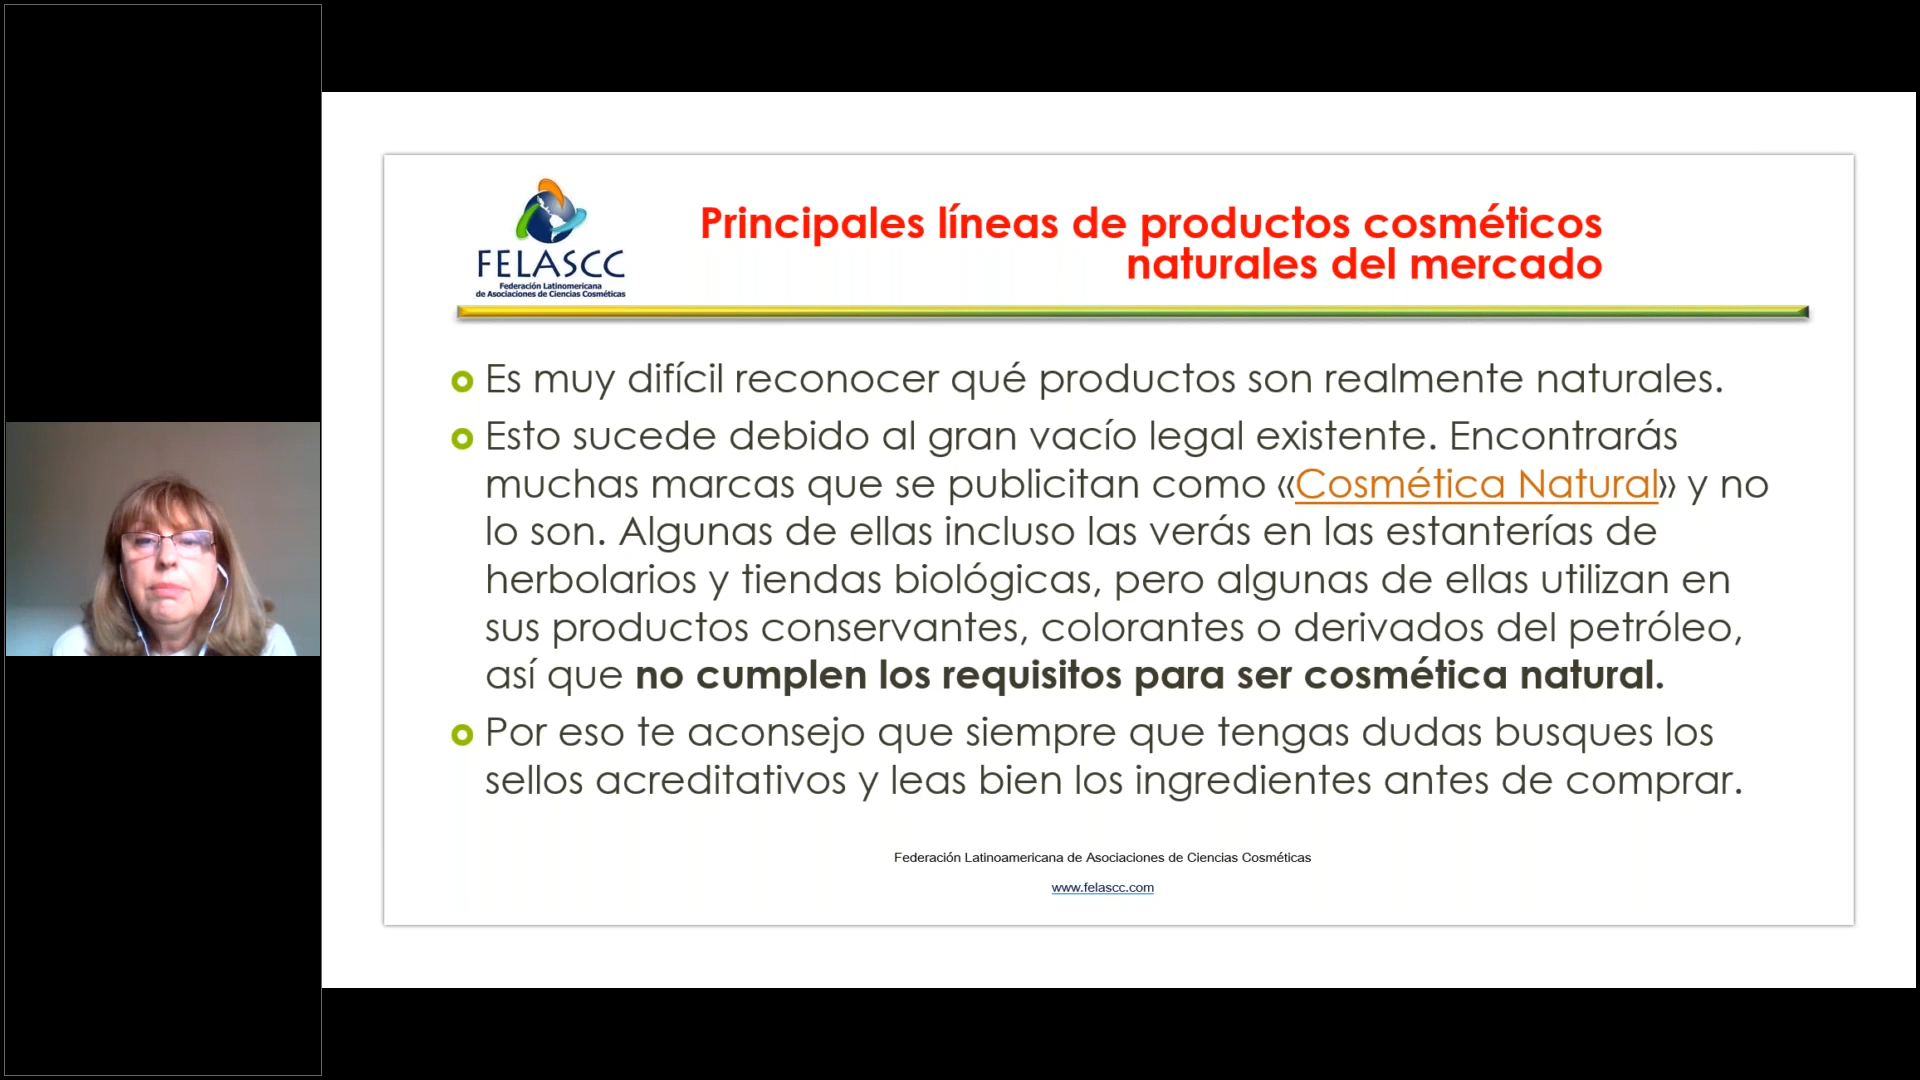 FELASCC
Federación Latinomericana
de Asociaciones de Ciencias Cosméticas
Principales líneas de productos cosméticos
naturales del mercado
Es muy difícil reconocer qué productos son realmente naturales.
Esto sucede debido al gran vacío legal existente. Encontrarás
muchas marcas que se publicitan como «Cosmética Natural» y no
lo son. Algunas de ellas incluso las verás en las estanterías de
herbolarios y tiendas biológicas, pero algunas de ellas utilizan en
sus productos conservantes, colorantes o derivados del petróleo,
así que no cumplen los requisitos para ser cosmética natural.
Por eso te aconsejo que siempre que tengas dudas busques los
sellos acreditativos y leas bien los ingredientes antes de comprar.
Federación Latinoamericana de Asociaciones de Ciencias Cosméticas
www.felascc.com